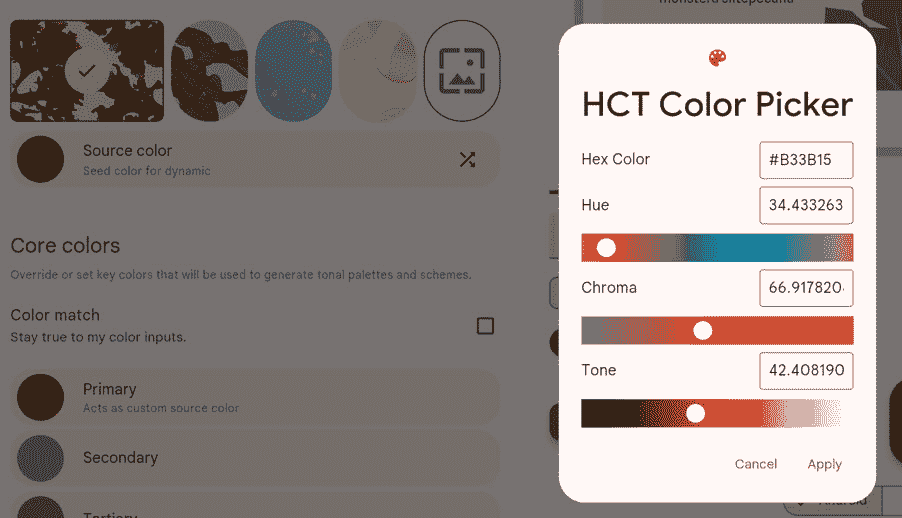 Source color
Seed color for dynamic
Core colors
Override or set key colors that will be used to generate tonal palettes and schemes.
Color match
Stay true to my color inputs.
Primary
Acts as custom source color
Secondary
Tertiary
HCT Color Picker
Hex Color
#B33B15
Hue
34.433263
Chroma
66.917820
Tone
42.408190
Cancel
Apply
Android